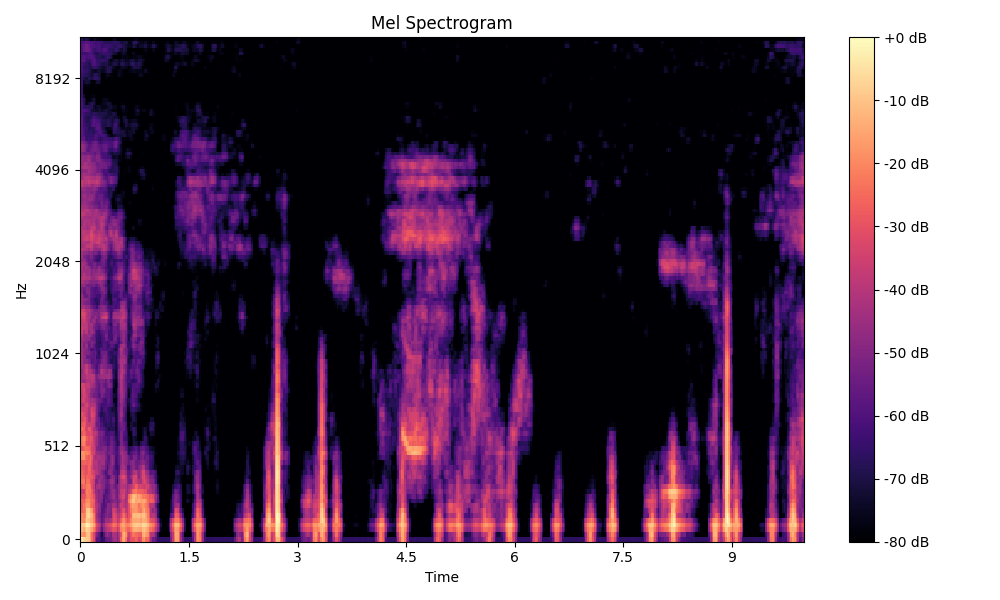 Mel Spectrogram
Hz
8192
4096
2048
1024
512
0
0 1.5 3 4.5 6 7.5 9
Time
+0 dB
-10 dB
-20 dB
-30 dB
-40 dB
-50 dB
-60 dB
-70 dB
-80 dB